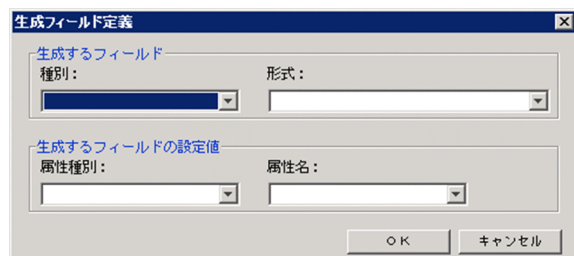 生成フィールド定義
生成するフィールド
種別： 形式：
生成するフィールドの設定値
属性種別： 属性名：
ＯＫ キャンセル